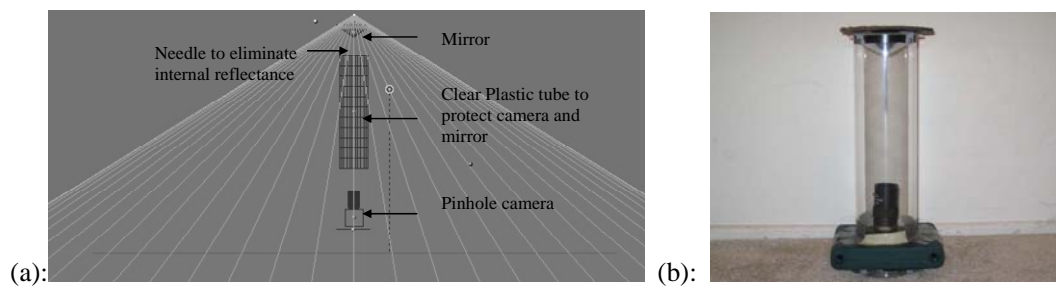 Mirror
Needle to eliminate
internal reflectance
Clear Plastic tube to
protect camera and
mirror
Pinhole camera
(a):
(b):